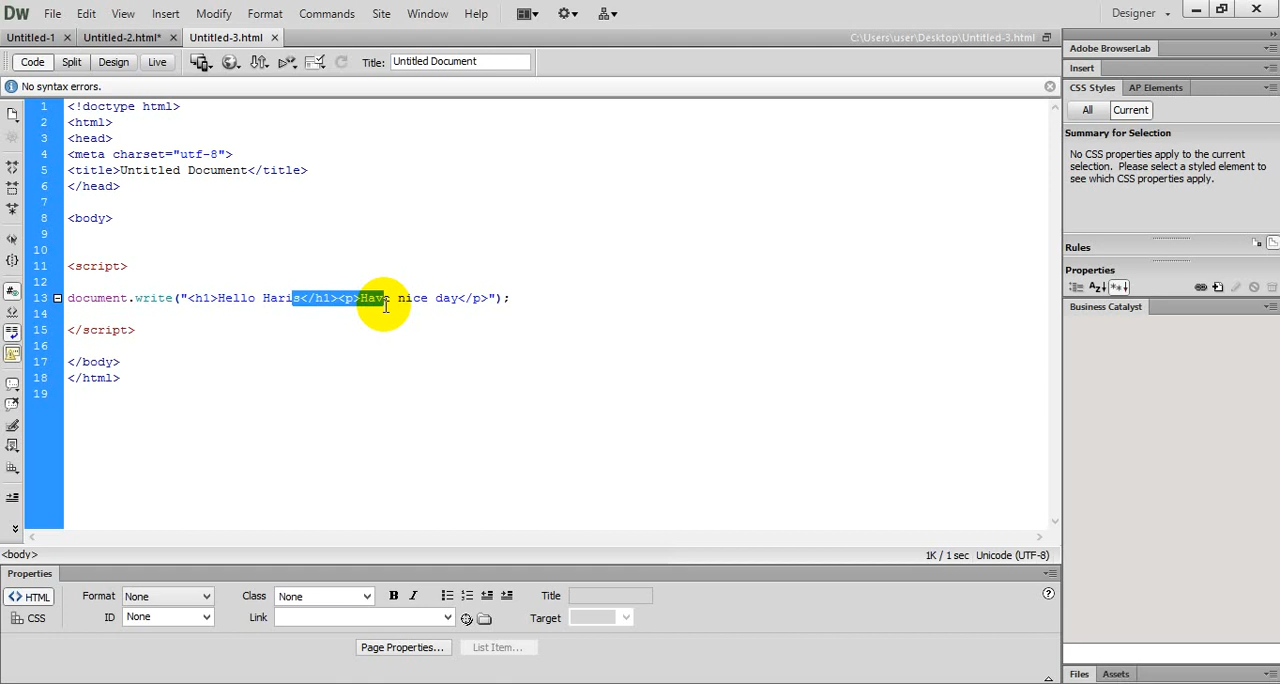 DW File Edit View Insert Modify Format Commands Site Window Help Designer
Untitled-1 Untitled-2.html* Untitled-3.html C:\Users\user\Desktop\Untitled-3.html
Code Split Design Live Title: Untitled Document
No syntax errors.
1 <!doctype html>
2 <html>
3 <head>
4 <meta charset="utf-8">
5 <title>Untitled Document</title>
6 </head>
7
8 <body>
9
10
11 <script>
12
13 document.write("<h1>Hello Haris</h1><p>Have nice day</p>");
14
15 </script>
16
17 </body>
18 </html>
19
<body> 1K / 1 sec Unicode (UTF-8)
Properties
HTML Format None Class None B I Title
CSS ID None Link Target
Page Properties... List Item...
Adobe BrowserLab
Insert
CSS Styles AP Elements
All Current
Summary for Selection
No CSS properties apply to the current
selection. Please select a styled element to
see which CSS properties apply.
Rules
Properties
Business Catalyst
Files Assets